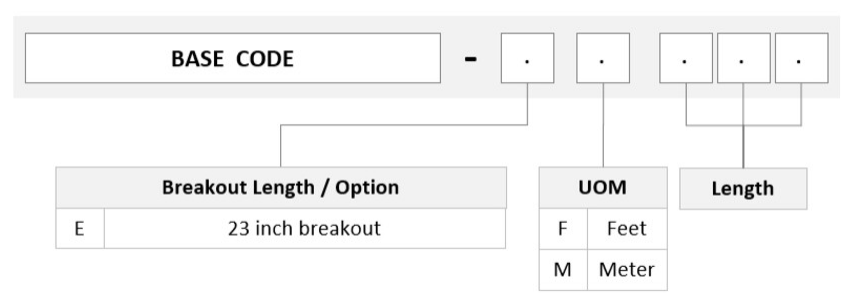 BASE CODE - . . . . .
Breakout Length / Option UOM Length
E 23 inch breakout F Feet
M Meter